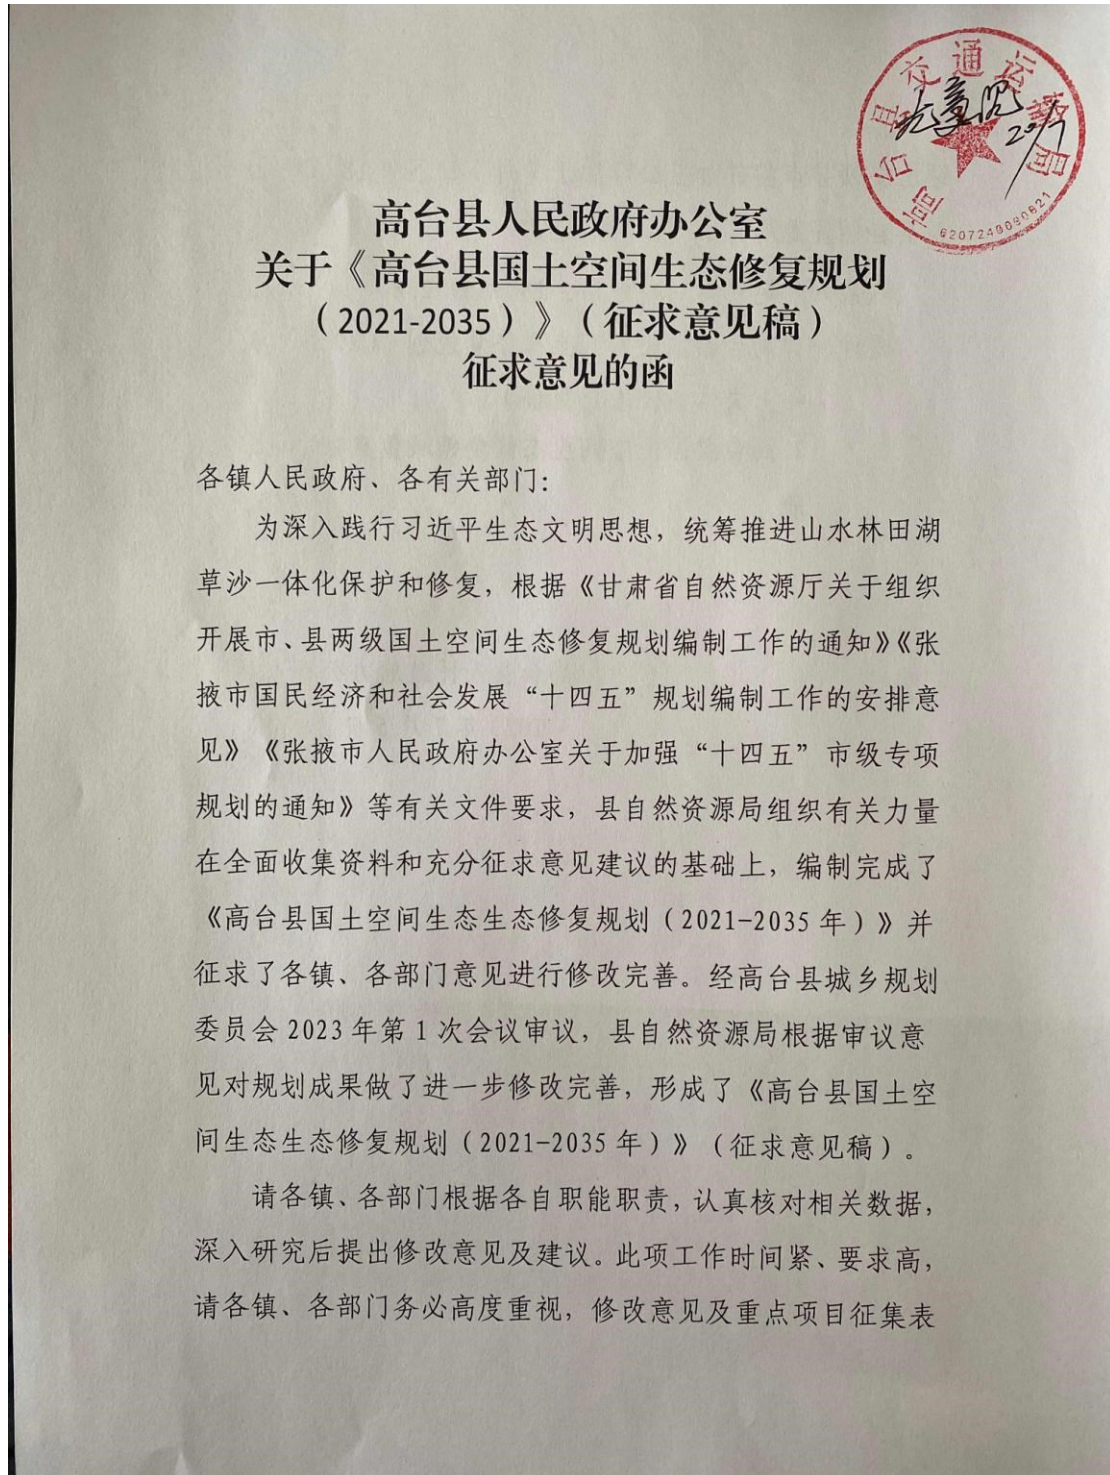 高台县交通运输局
无意见
20/7
6207249080621
高台县人民政府办公室
关于《高台县国土空间生态修复规划
（2021-2035）》（征求意见稿）
征求意见的函
各镇人民政府、各有关部门：
为深入践行习近平生态文明思想，统筹推进山水林田湖
草沙一体化保护和修复，根据《甘肃省自然资源厅关于组织
开展市、县两级国土空间生态修复规划编制工作的通知》《张
掖市国民经济和社会发展“十四五”规划编制工作的安排意
见》《张掖市人民政府办公室关于加强“十四五”市级专项
规划的通知》等有关文件要求，县自然资源局组织有关力量
在全面收集资料和充分征求意见建议的基础上，编制完成了
《高台县国土空间生态生态修复规划（2021-2035 年）》并
征求了各镇、各部门意见进行修改完善。经高台县城乡规划
委员会 2023 年第 1 次会议审议，县自然资源局根据审议意
见对规划成果做了进一步修改完善，形成了《高台县国土空
间生态生态修复规划（2021-2035 年）》（征求意见稿）。
请各镇、各部门根据各自职能职责，认真核对相关数据，
深入研究后提出修改意见及建议。此项工作时间紧、要求高，
请各镇、各部门务必高度重视，修改意见及重点项目征集表